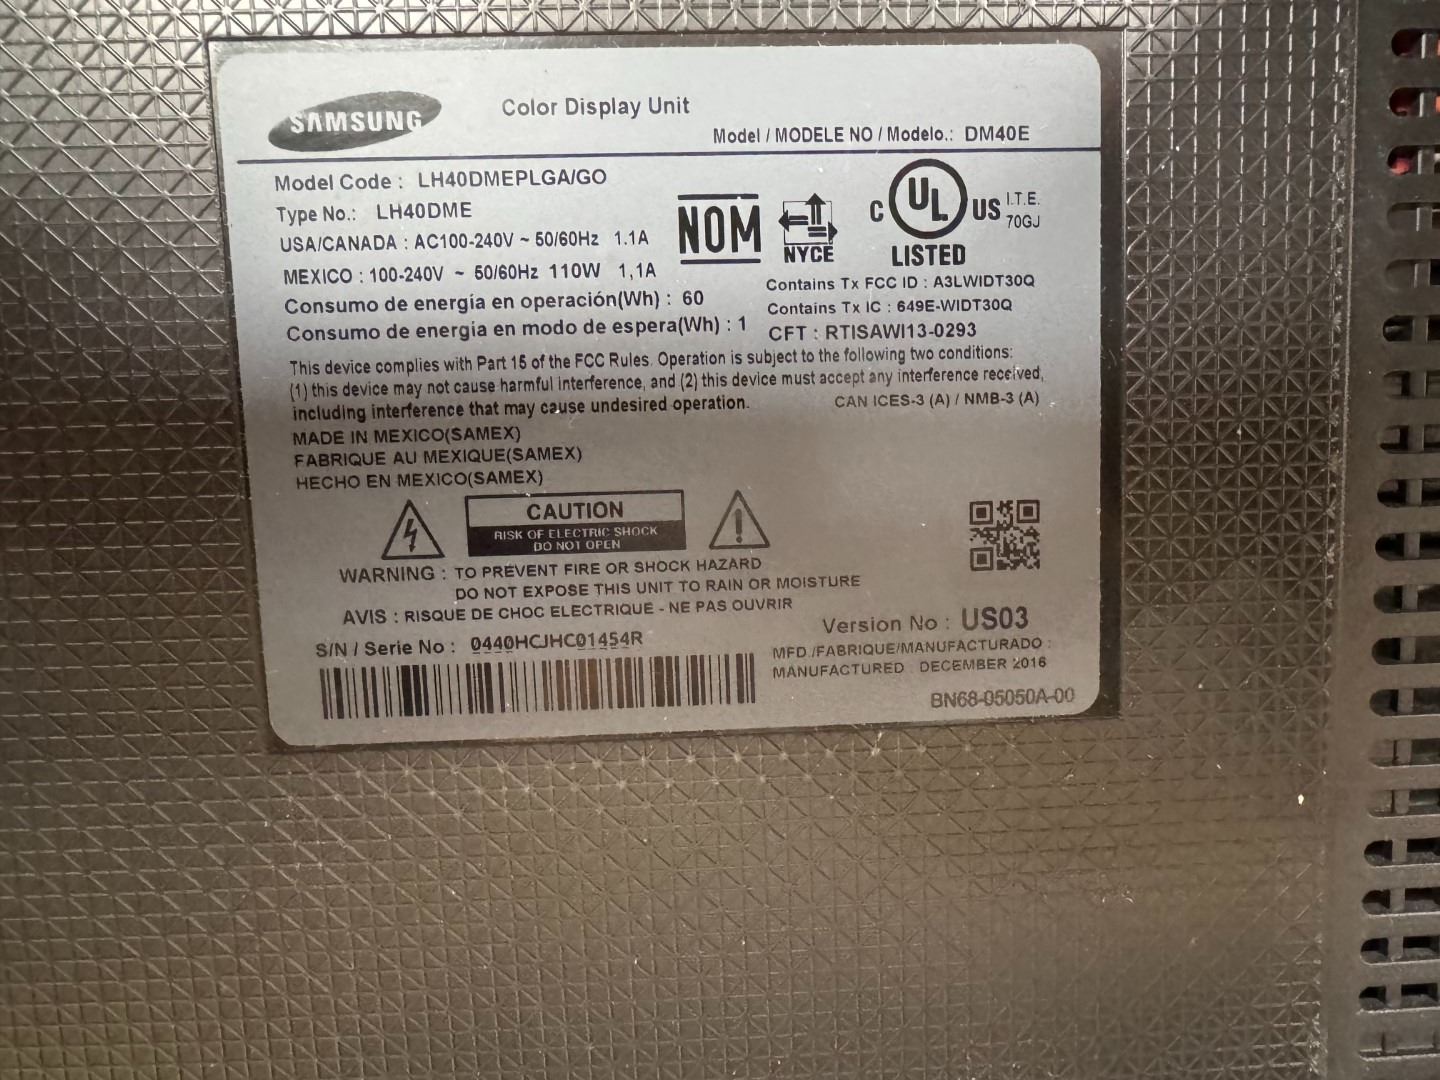 SAMSUNG
Color Display Unit
Model / MODELE NO / Modelo.: DM40E
Model Code : LH40DMEPLGA/GO
Type No.: LH40DME
USA/CANADA : AC100-240V ~ 50/60Hz 1.1A
MEXICO : 100-240V ~ 50/60Hz 110W 1,1A
Consumo de energía en operación(Wh) : 60
Consumo de energía en modo de espera(Wh) : 1
NOM
NYCE
C UL US
LISTED
I.T.E.
70GJ
Contains Tx FCC ID : A3LWIDT30Q
Contains Tx IC : 649E-WIDT30Q
CFT : RTISAWI13-0293
This device complies with Part 15 of the FCC Rules. Operation is subject to the following two conditions:
(1) this device may not cause harmful interference, and (2) this device must accept any interference received,
including interference that may cause undesired operation.
CAN ICES-3 (A) / NMB-3 (A)
MADE IN MEXICO(SAMEX)
FABRIQUE AU MEXIQUE(SAMEX)
HECHO EN MEXICO(SAMEX)
CAUTION
RISK OF ELECTRIC SHOCK
DO NOT OPEN
WARNING : TO PREVENT FIRE OR SHOCK HAZARD
DO NOT EXPOSE THIS UNIT TO RAIN OR MOISTURE
AVIS : RISQUE DE CHOC ELECTRIQUE - NE PAS OUVRIR
S/N / Serie No : 0440HCJHC01454R
Version No : US03
MFD./FABRIQUE/MANUFACTURADO :
MANUFACTURED : DECEMBER 2016
BN68-05050A-00